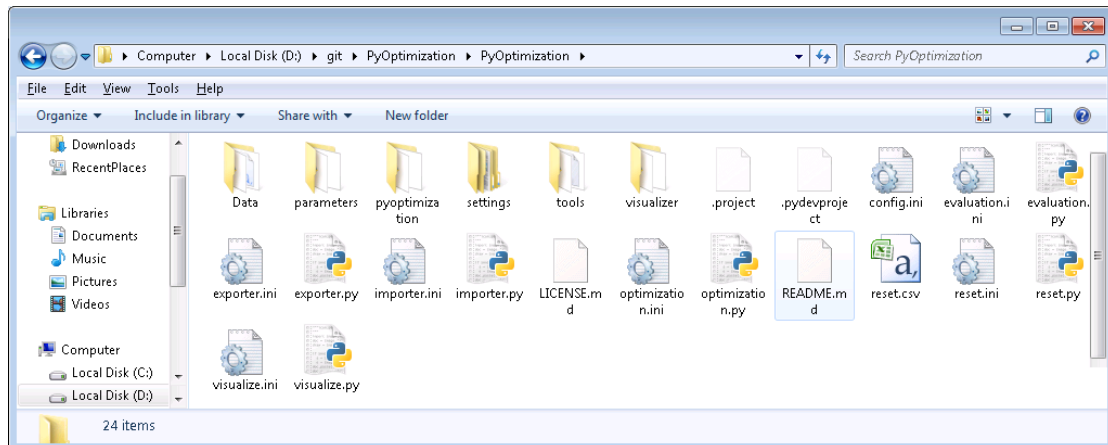 Computer Local Disk (D:) git PyOptimization PyOptimization
Search PyOptimization
File Edit View Tools Help
Organize Include in library Share with New folder
Downloads
RecentPlaces
Libraries
Documents
Music
Pictures
Videos
Computer
Local Disk (C:)
Local Disk (D:)
Data parameters pyoptimiza settings tools visualizer .project .pydevproje config.ini evaluation.i evaluation.
tion ct ni py
exporter.ini exporter.py importer.ini importer.py LICENSE.m optimizatio optimizatio README.m reset.csv reset.ini reset.py
d n.ini n.py d
visualize.ini visualize.py
24 items